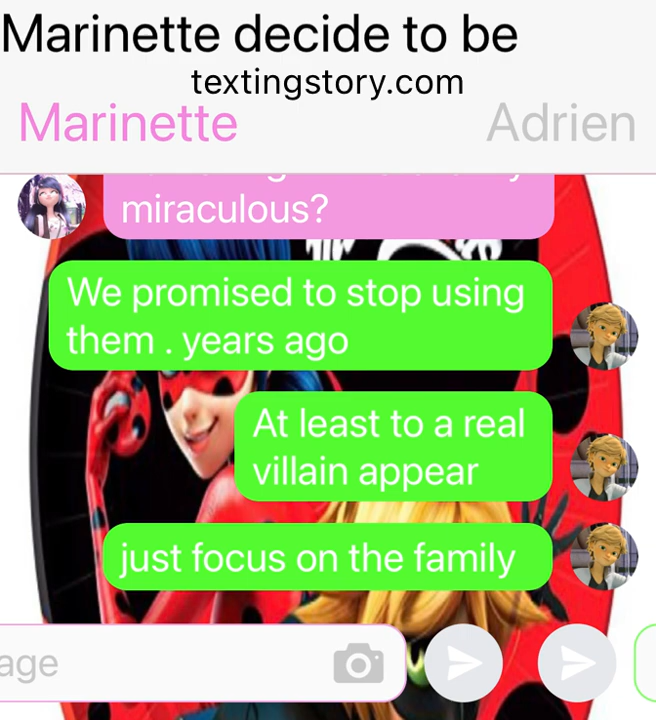 Marinette decide to be
textingstory.com
Marinette
Adrien
miraculous?
We promised to stop using
them . years ago
At least to a real
villain appear
just focus on the family
age